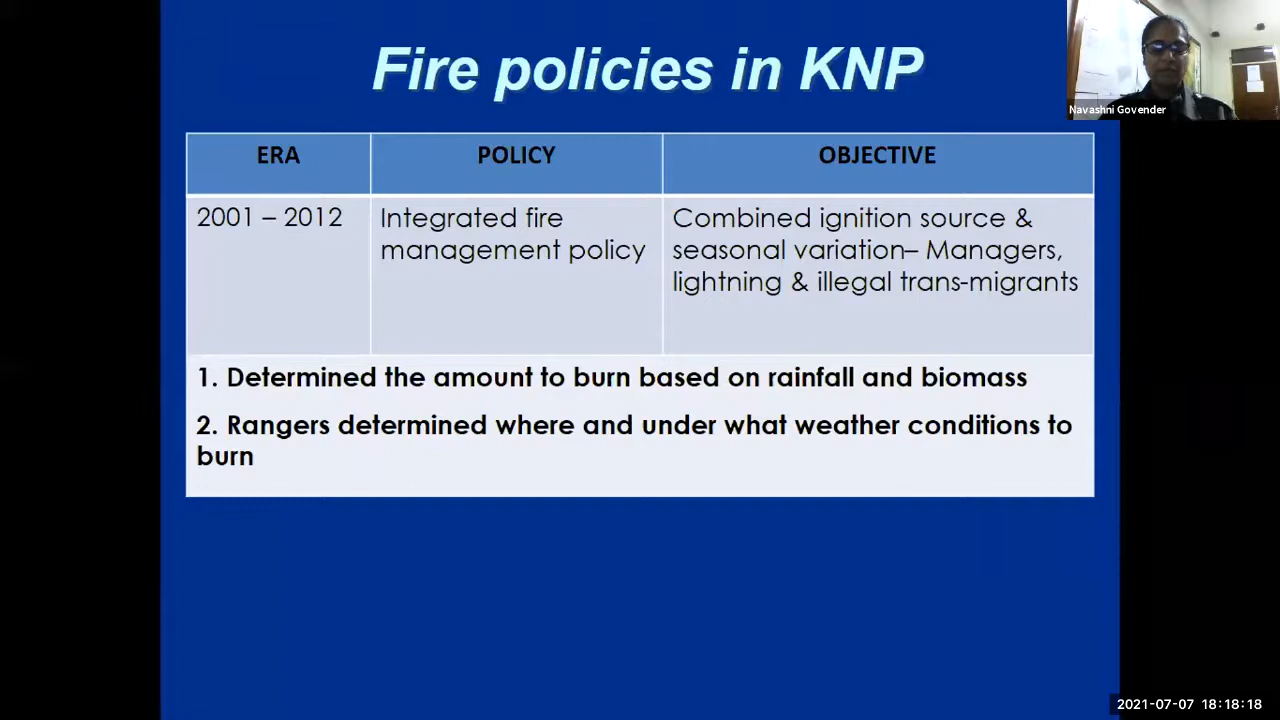 Fire policies in KNP
Navashni Govender
ERA
POLICY
OBJECTIVE
2001 – 2012
Integrated fire
management policy
Combined ignition source &
seasonal variation– Managers,
lightning & illegal trans-migrants
1. Determined the amount to burn based on rainfall and biomass
2. Rangers determined where and under what weather conditions to
burn
2021-07-07 18:18:18